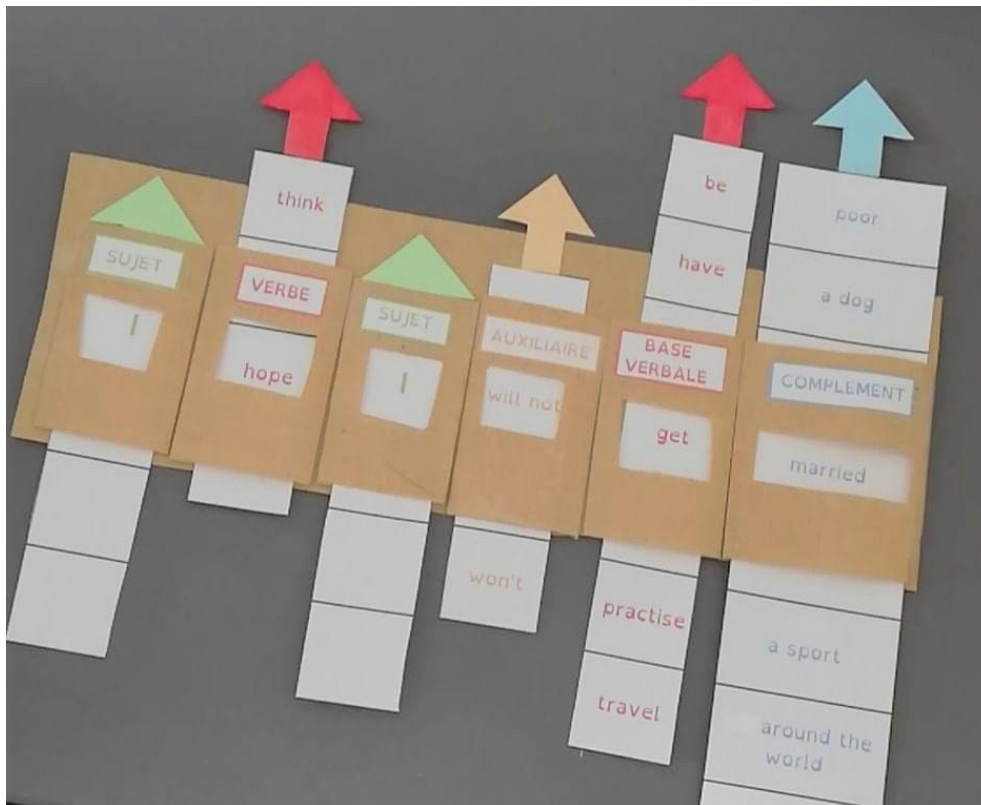 think
be
poor
have
a dog
SUJET
VERBE
SUJET
AUXILIAIRE
BASE
VERBALE
COMPLEMENT
I
hope
I
will not
get
married
won't
practise
a sport
travel
around the
world